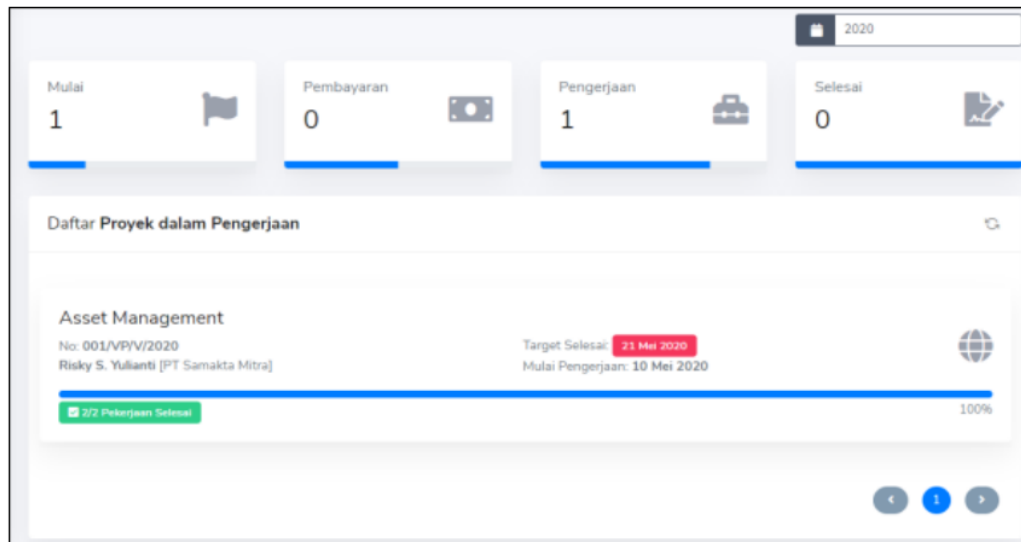 2020
Mulai
1
Pembayaran
0
Pengerjaan
1
Selesai
0
Daftar Proyek dalam Pengerjaan
Asset Management
No: 001/VP/V/2020
Risky S. Yulianti [PT Samakta Mitra]
Target Selesai: 21 Mei 2020
Mulai Pengerjaan: 10 Mei 2020
2/2 Pekerjaan Selesai
100%
1